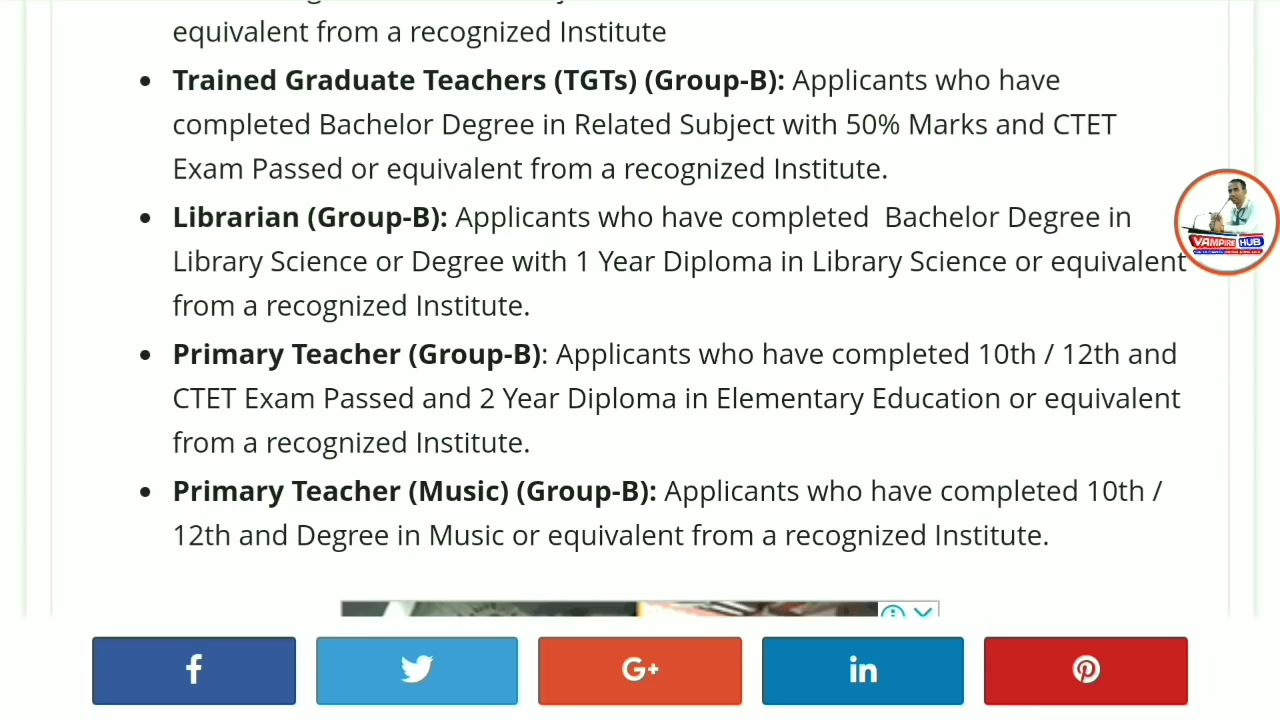 equivalent from a recognized Institute
• Trained Graduate Teachers (TGTs) (Group-B): Applicants who have
completed Bachelor Degree in Related Subject with 50% Marks and CTET
Exam Passed or equivalent from a recognized Institute.
• Librarian (Group-B): Applicants who have completed  Bachelor Degree in
Library Science or Degree with 1 Year Diploma in Library Science or equivalent
from a recognized Institute.
VAMPIRE HUB
• Primary Teacher (Group-B): Applicants who have completed 10th / 12th and
CTET Exam Passed and 2 Year Diploma in Elementary Education or equivalent
from a recognized Institute.
• Primary Teacher (Music) (Group-B): Applicants who have completed 10th /
12th and Degree in Music or equivalent from a recognized Institute.
f
G+
in